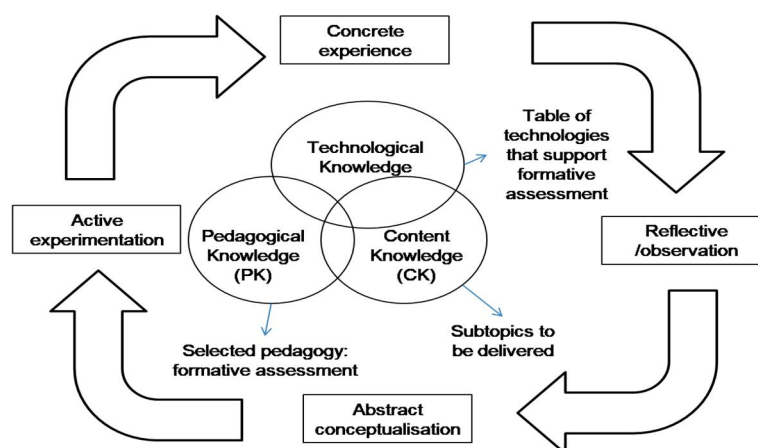 Concrete
experience
Technological
Knowledge
Table of
technologies
that support
formative
assessment
Active
experimentation
Pedagogical
Knowledge
(PK)
Content
Knowledge
(CK)
Reflective
/observation
Selected pedagogy:
formative assessment
Subtopics to
be delivered
Abstract
conceptualisation